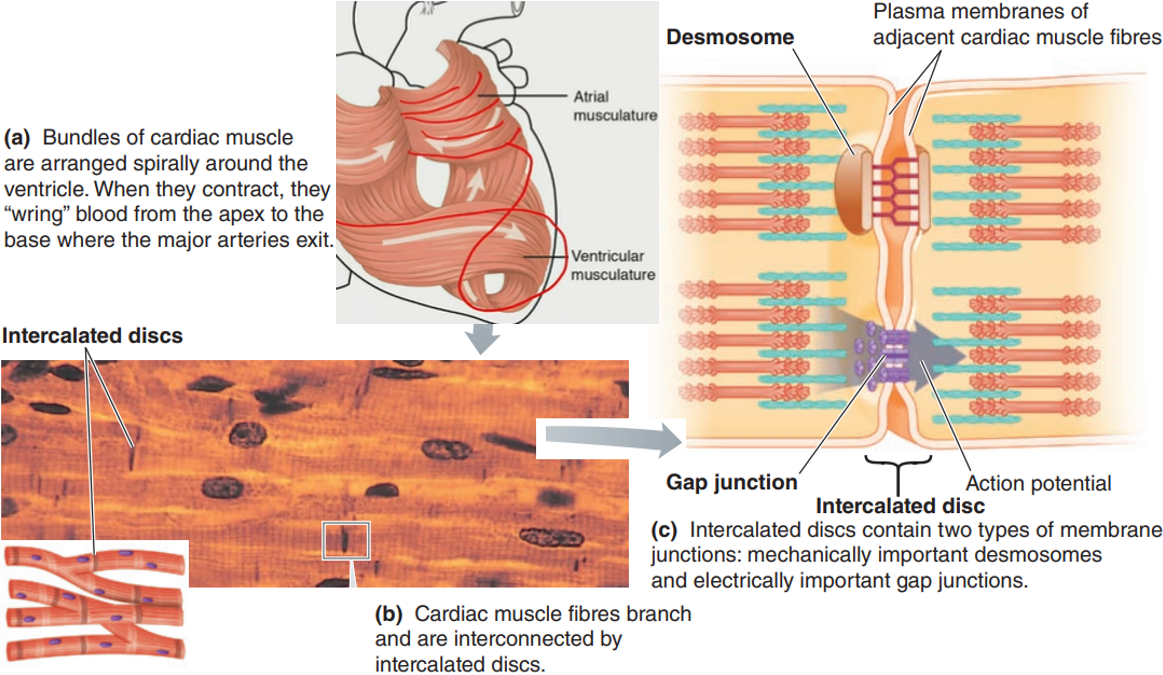 (a) Bundles of cardiac muscle
are arranged spirally around the
ventricle. When they contract, they
“wring” blood from the apex to the
base where the major arteries exit.
Atrial
musculature
Ventricular
musculature
Desmosome
Plasma membranes of
adjacent cardiac muscle fibres
Intercalated discs
Gap junction
Intercalated disc
Action potential
(b) Cardiac muscle fibres branch
and are interconnected by
intercalated discs.
(c) Intercalated discs contain two types of membrane
junctions: mechanically important desmosomes
and electrically important gap junctions.